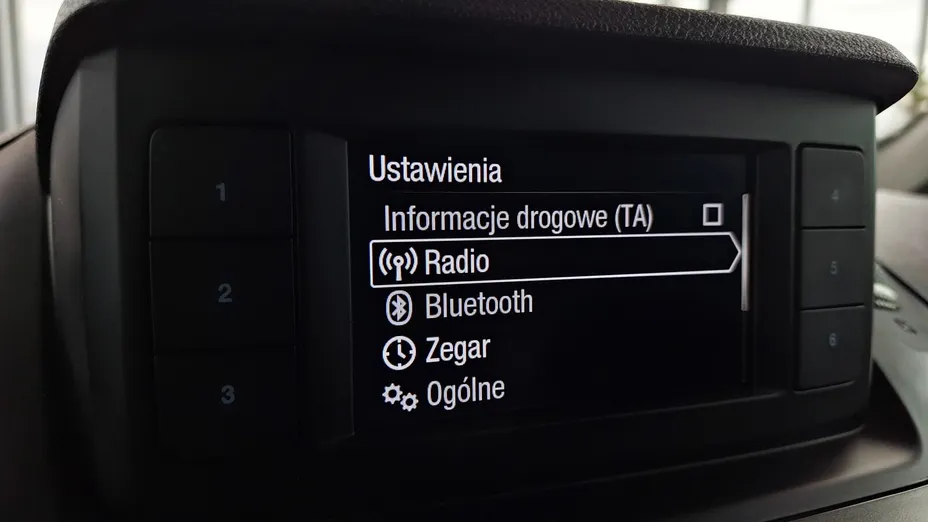 Ustawienia
Informacje drogowe (TA)
Radio
Bluetooth
Zegar
Ogólne
1
2
3
4
5
6